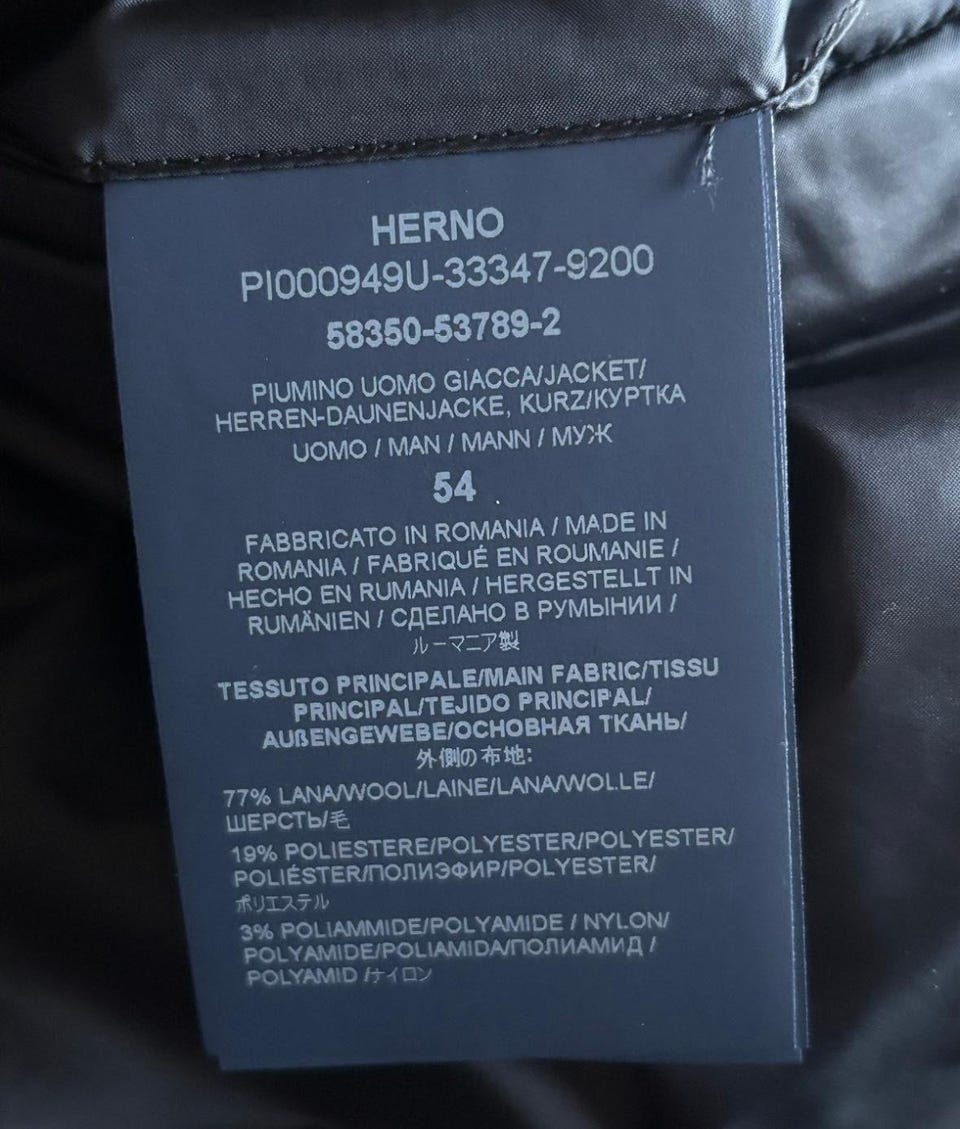 HERNO
PI000949U-33347-9200
58350-53789-2
PIUMINO UOMO GIACCA/JACKET/
HERREN-DAUNENJACKE, KURZ/КУРТКА
UOMO / MAN / MANN / МУЖ
54
FABBRICATO IN ROMANIA / MADE IN
ROMANIA / FABRIQUÉ EN ROUMANIE /
HECHO EN RUMANIA / HERGESTELLT IN
RUMÄNIEN / СДЕЛАНО В РУМЫНИИ /
ルーマニア製
TESSUTO PRINCIPALE/MAIN FABRIC/TISSU
PRINCIPAL/TEJIDO PRINCIPAL/
AUßENGEWEBE/ОСНОВНАЯ ТКАНЬ/
外側の布地:
77% LANA/WOOL/LAINE/LANA/WOLLE/
ШЕРСТЬ/毛
19% POLIESTERE/POLYESTER/POLYESTER/
POLIÉSTER/ПОЛИЭФИР/POLYESTER/
ポリエステル
3% POLIAMMIDE/POLYAMIDE / NYLON/
POLYAMIDE/POLIAMIDA/ПОЛИАМИД /
POLYAMID /ナイロン